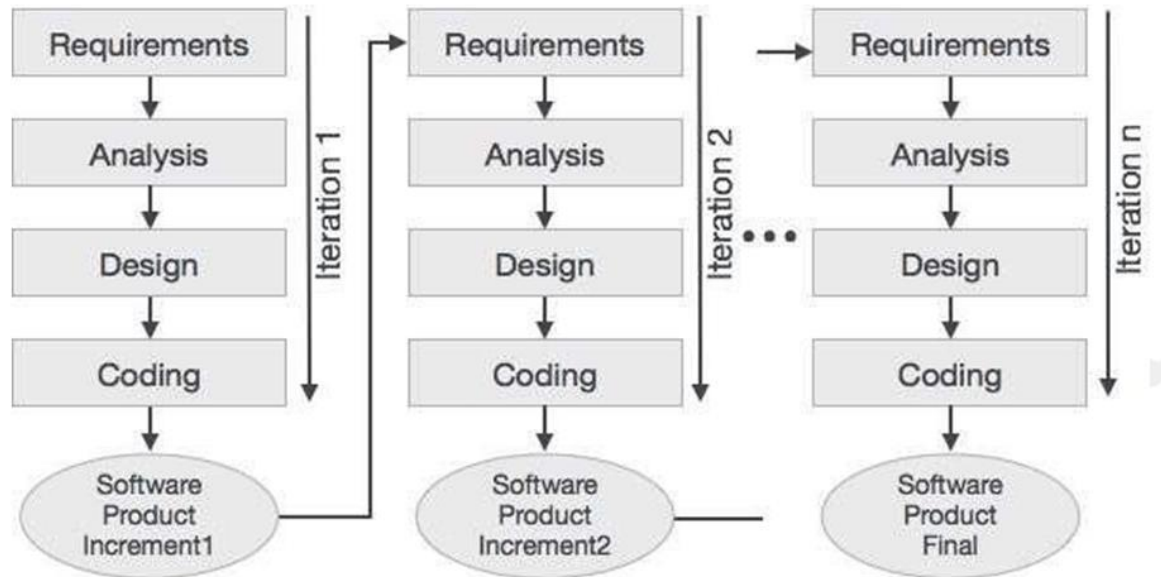 Requirements
Analysis
Design
Coding
Software
Product
Increment1
Iteration 1
Requirements
Analysis
Design
Coding
Software
Product
Increment2
Iteration 2
Requirements
Analysis
Design
Coding
Software
Product
Final
Iteration n